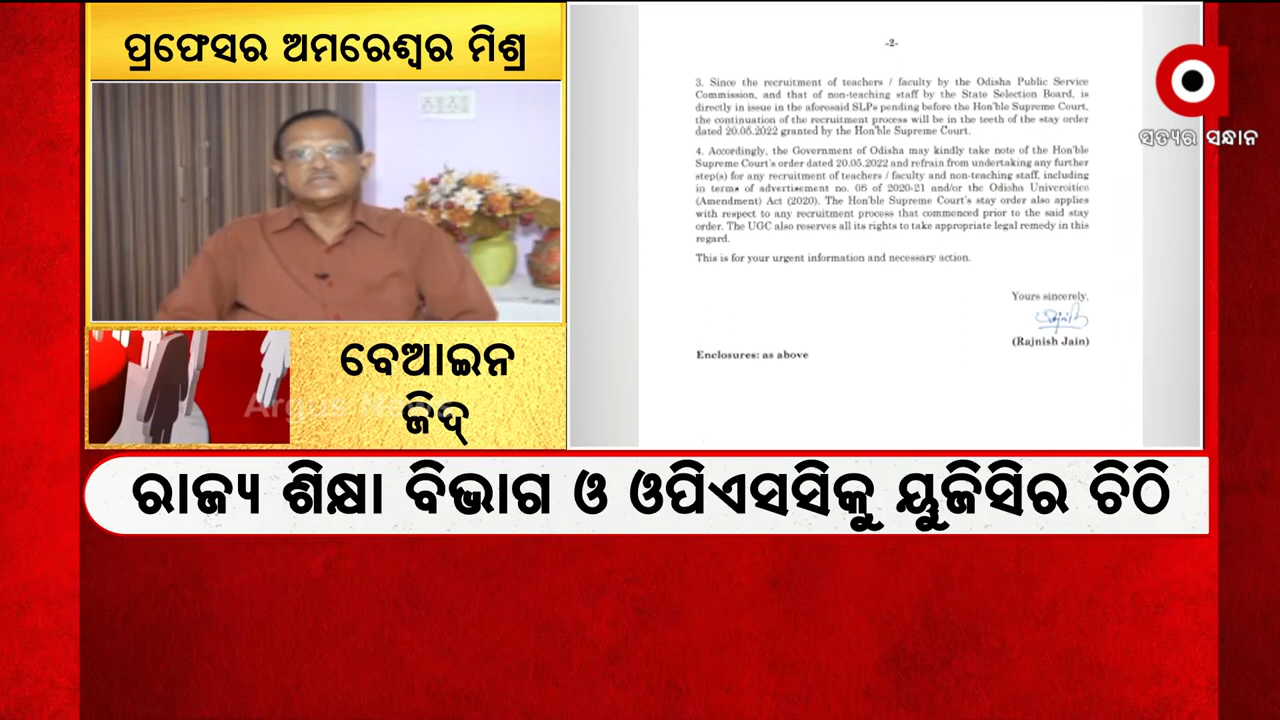 ପ୍ରଫେସର ଅମରେଶ୍ୱର ମିଶ୍ର
-2-
3. Since the recruitment of teachers / faculty by the Odisha Public Service
Commission, and that of non-teaching staff by the State Selection Board, is
directly in issue in the aforesaid SLPs pending before the Hon'ble Supreme Court,
the continuation of the recruitment process will be in the teeth of the stay order
dated 20.05.2022 granted by the Hon'ble Supreme Court.
4. Accordingly, the Government of Odisha may kindly take note of the Hon'ble
Supreme Court's order dated 20.05.2022 and refrain from undertaking any further
step(s) for any recruitment of teachers / faculty and non-teaching staff, including
in terms of advertisement no. 06 of 2020-21 and/or the Odisha Universities
(Amendment) Act (2020). The Hon'ble Supreme Court's stay order also applies
with respect to any recruitment process that commenced prior to the said stay
order. The UGC also reserves all its rights to take appropriate legal remedy in this
regard.
This is for your urgent information and necessary action.
Yours sincerely,
(Rajnish Jain)
Enclosures: as above
ସତ୍ୟର ସନ୍ଧାନ
ବେଆଇନ
ଜିଦ୍
Argus News
ରାଜ୍ୟ ଶିକ୍ଷା ବିଭାଗ ଓ ଓପିଏସସିକୁ ୟୁଜିସିର ଚିଠି